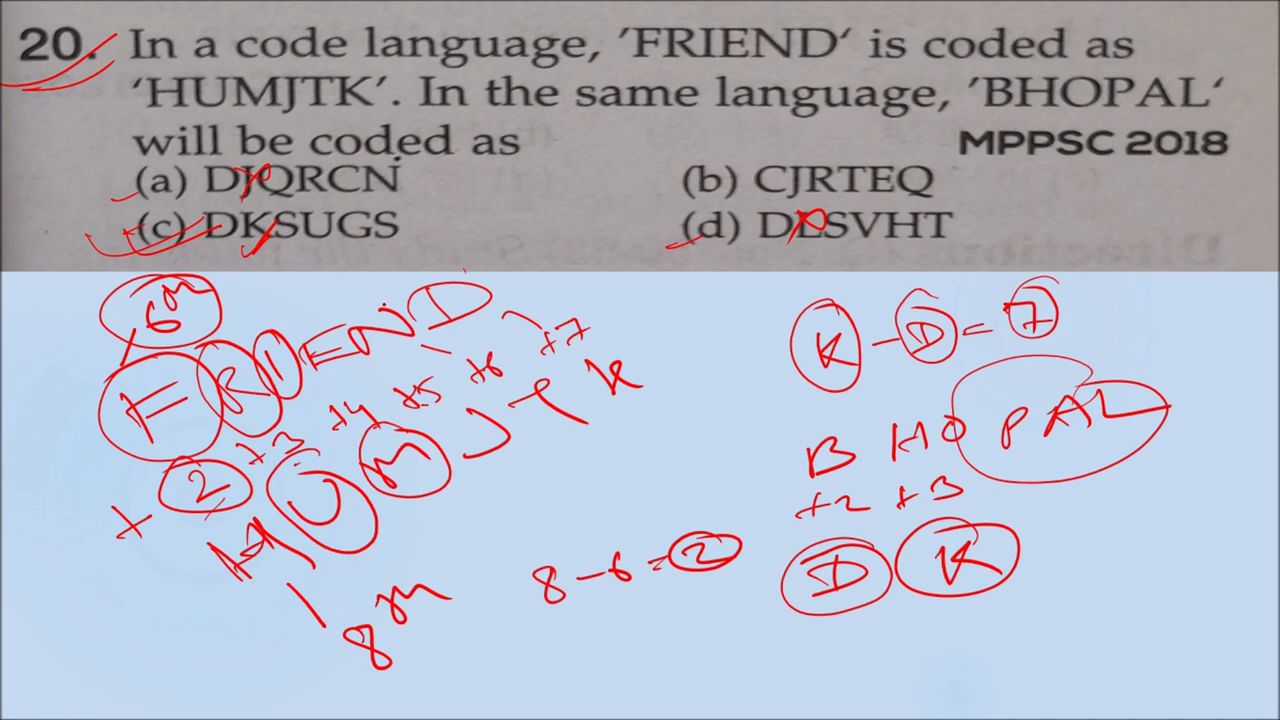 20. In a code language, ’FRIEND‘ is coded as
‘HUMJTK’. In the same language, ’BHOPAL‘
will be coded as MPPSC 2018
(a) DJQRCN (b) CJRTEQ
(c) DKSUGS (d) DLSVHT
6th
FRIEND
+2 +3 +4 +5 +6 +7
HUMJTK
8th
8-6=2
K-D=7
BHOPAL
+2 +3
D K